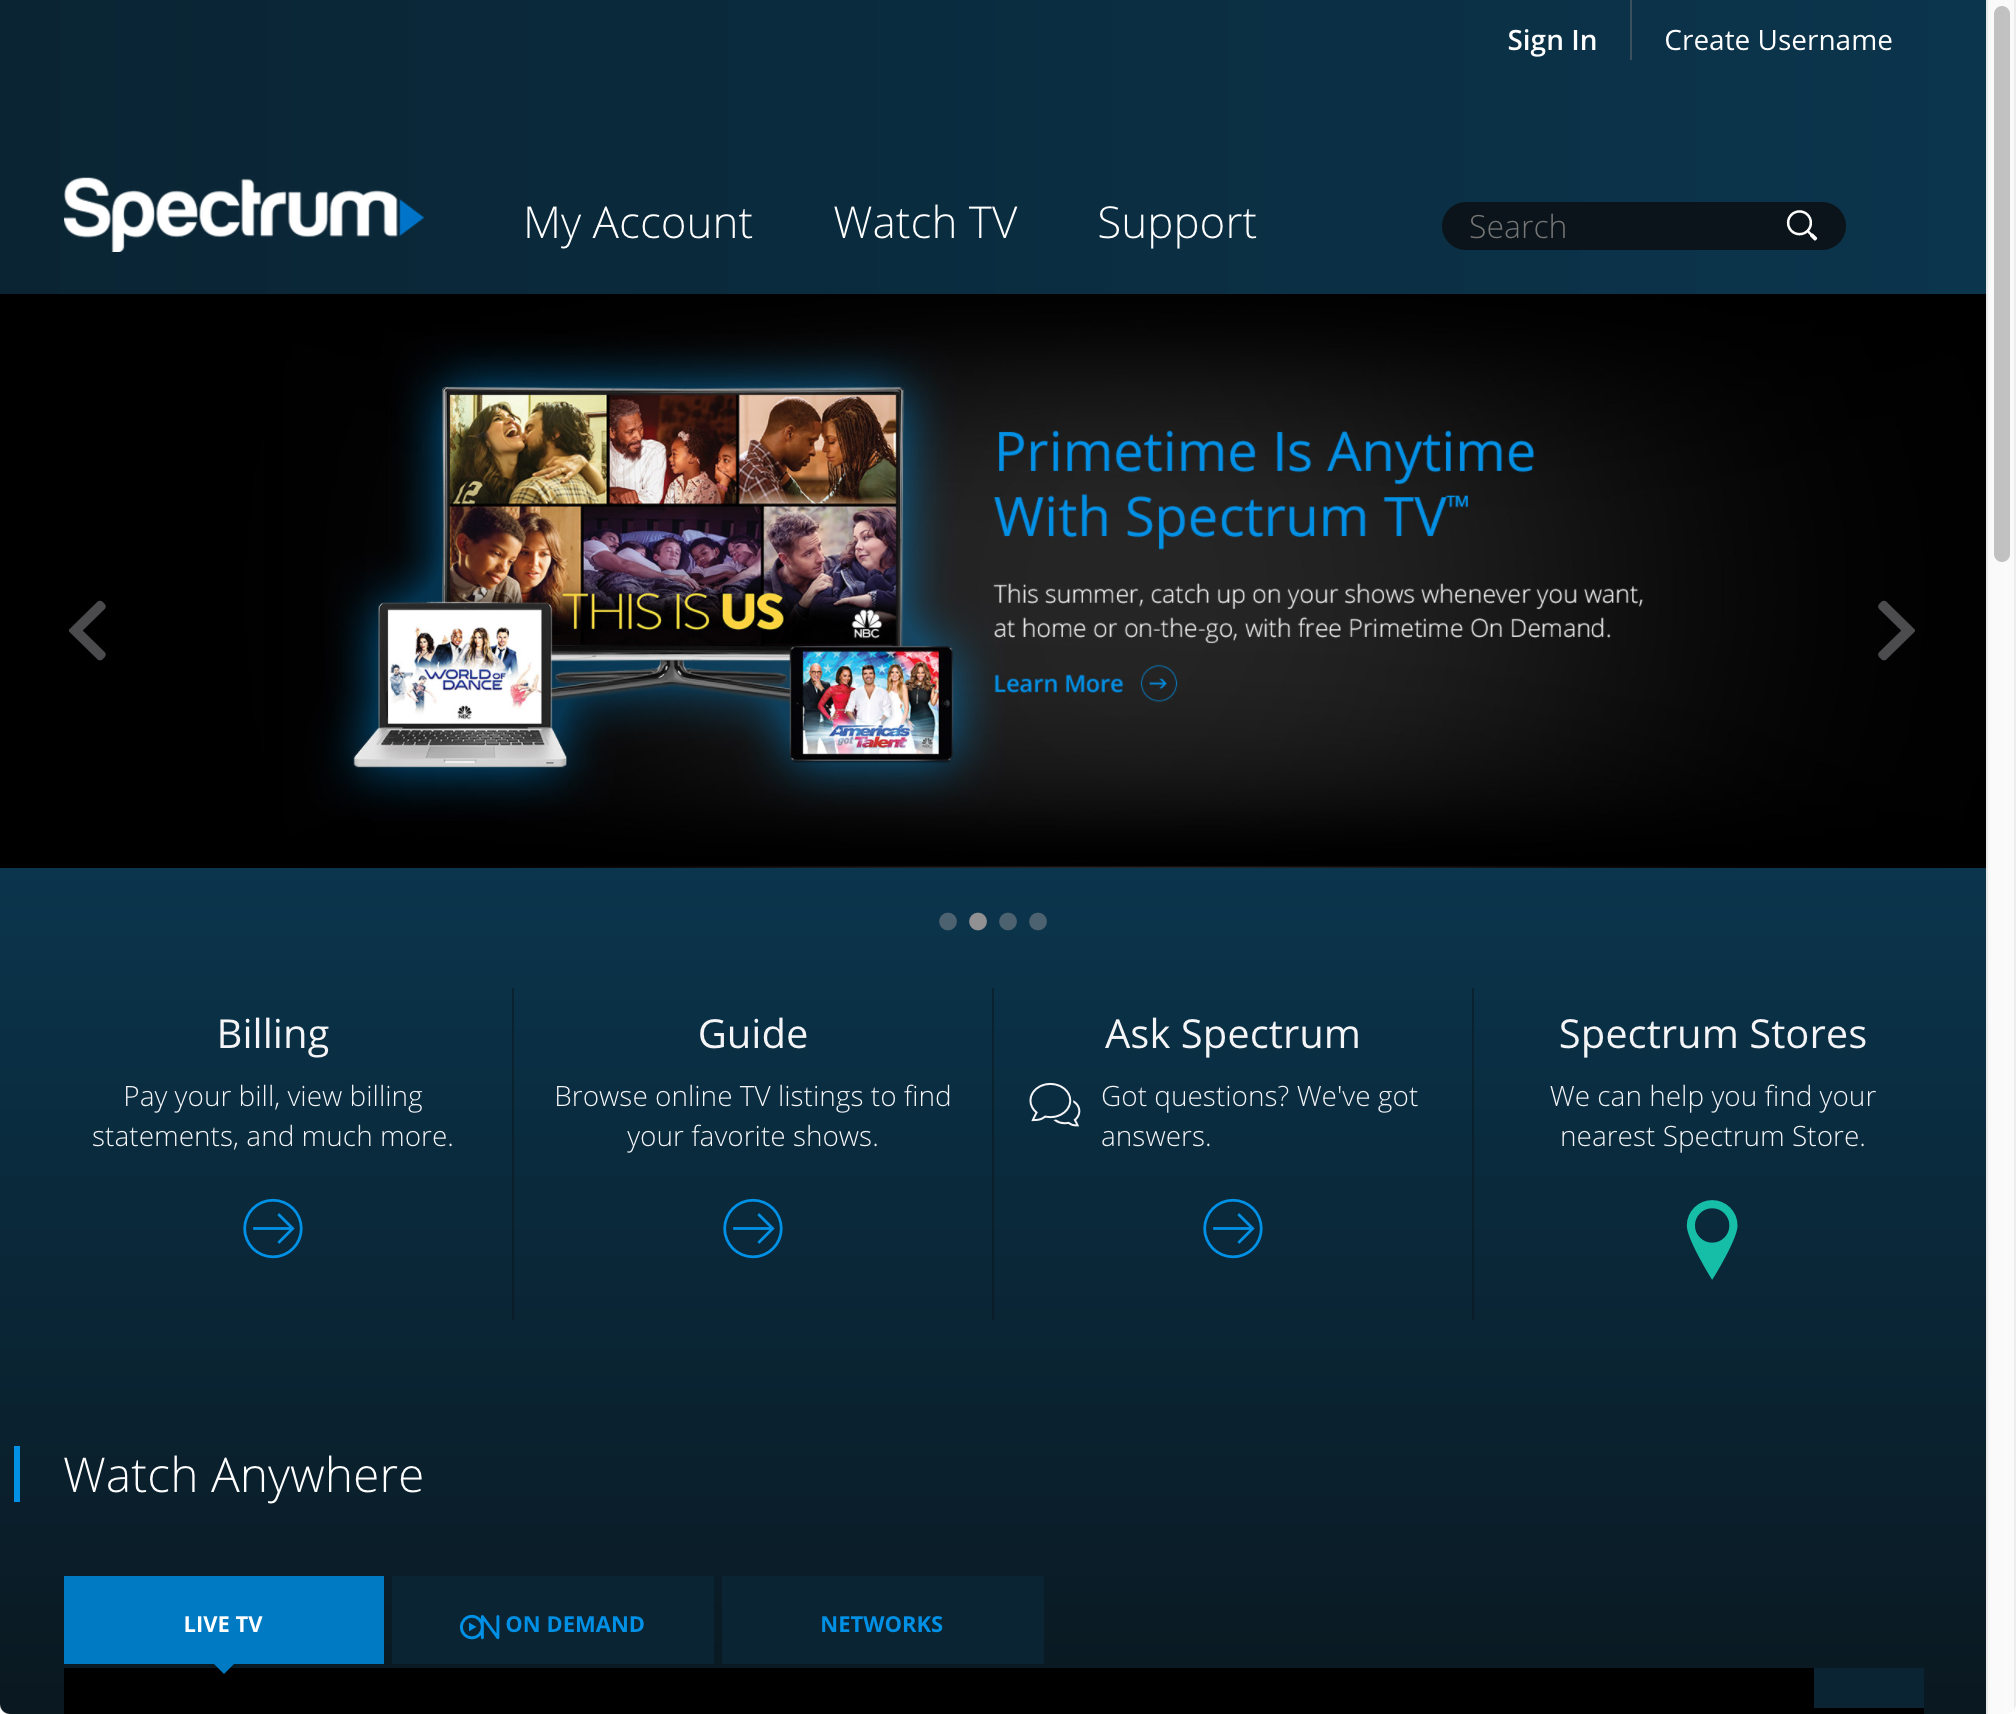 Sign In
Create Username
Spectrum
My Account
Watch TV
Support
Search
12
THIS IS US
NBC
WORLD OF
DANCE
NBC
America's
got Talent
Primetime Is Anytime
With Spectrum TV™
This summer, catch up on your shows whenever you want,
at home or on-the-go, with free Primetime On Demand.
Learn More
Billing
Pay your bill, view billing
statements, and much more.
Guide
Browse online TV listings to find
your favorite shows.
Ask Spectrum
Got questions? We've got
answers.
Spectrum Stores
We can help you find your
nearest Spectrum Store.
Watch Anywhere
LIVE TV
ON ON DEMAND
NETWORKS